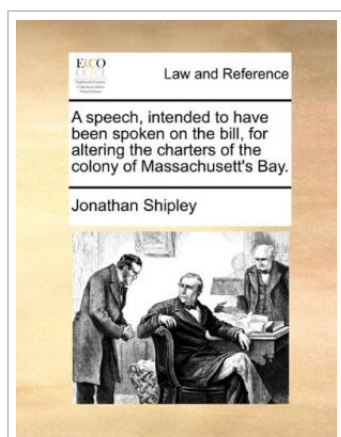 ECCO
Law and Reference
A speech, intended to have
been spoken on the bill, for
altering the charters of the
colony of Massachusett's Bay.
Jonathan Shipley